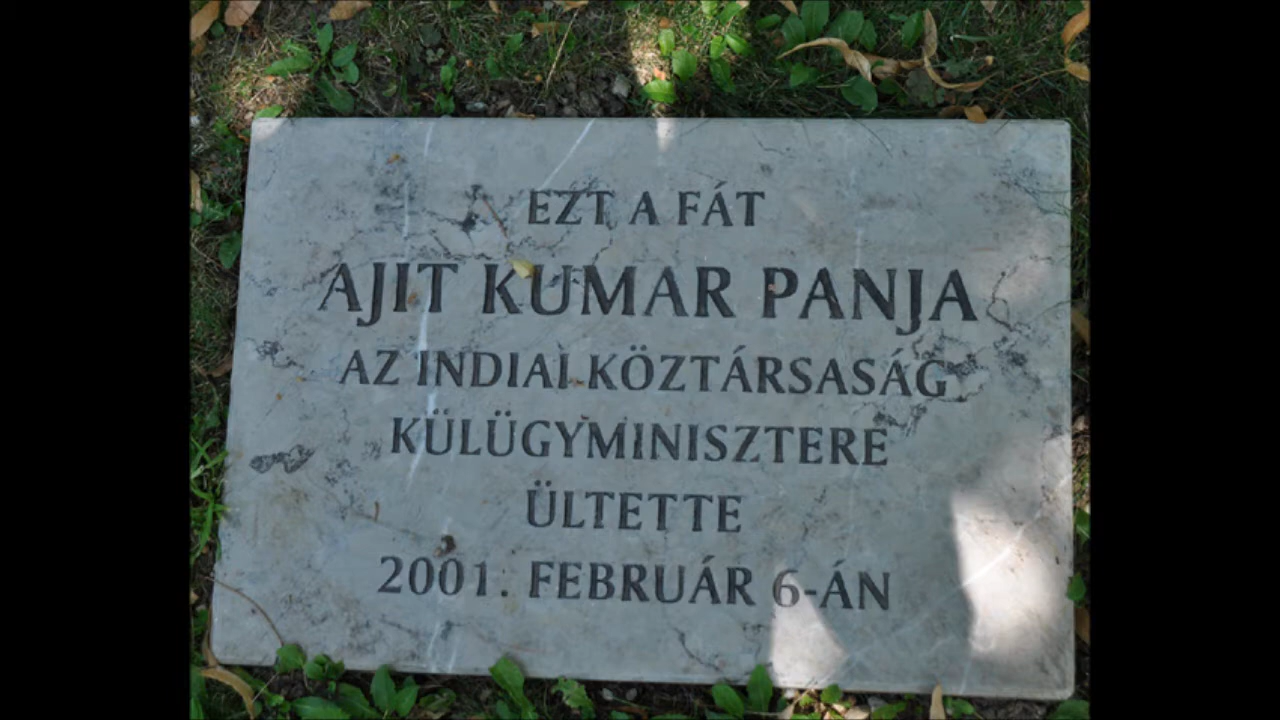 EZT A FÁT
AJIT KUMAR PANJA
AZ INDIAI KÖZTÁRSASÁG
KÜLÜGYMINISZTERE
ÜLTETTE
2001. FEBRUÁR 6-ÁN